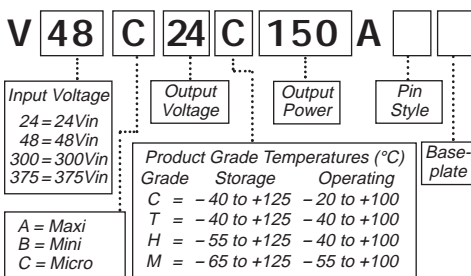 V 48 C 24 C 150 A
Input Voltage
24 = 24Vin
48 = 48Vin
300 = 300Vin
375 = 375Vin
Output
Voltage
Output
Power
Pin
Style
Base-
plate
A = Maxi
B = Mini
C = Micro
Product Grade Temperatures (°C)
Grade Storage Operating
C = – 40 to +125 – 20 to +100
T = – 40 to +125 – 40 to +100
H = – 55 to +125 – 40 to +100
M = – 65 to +125 – 55 to +100